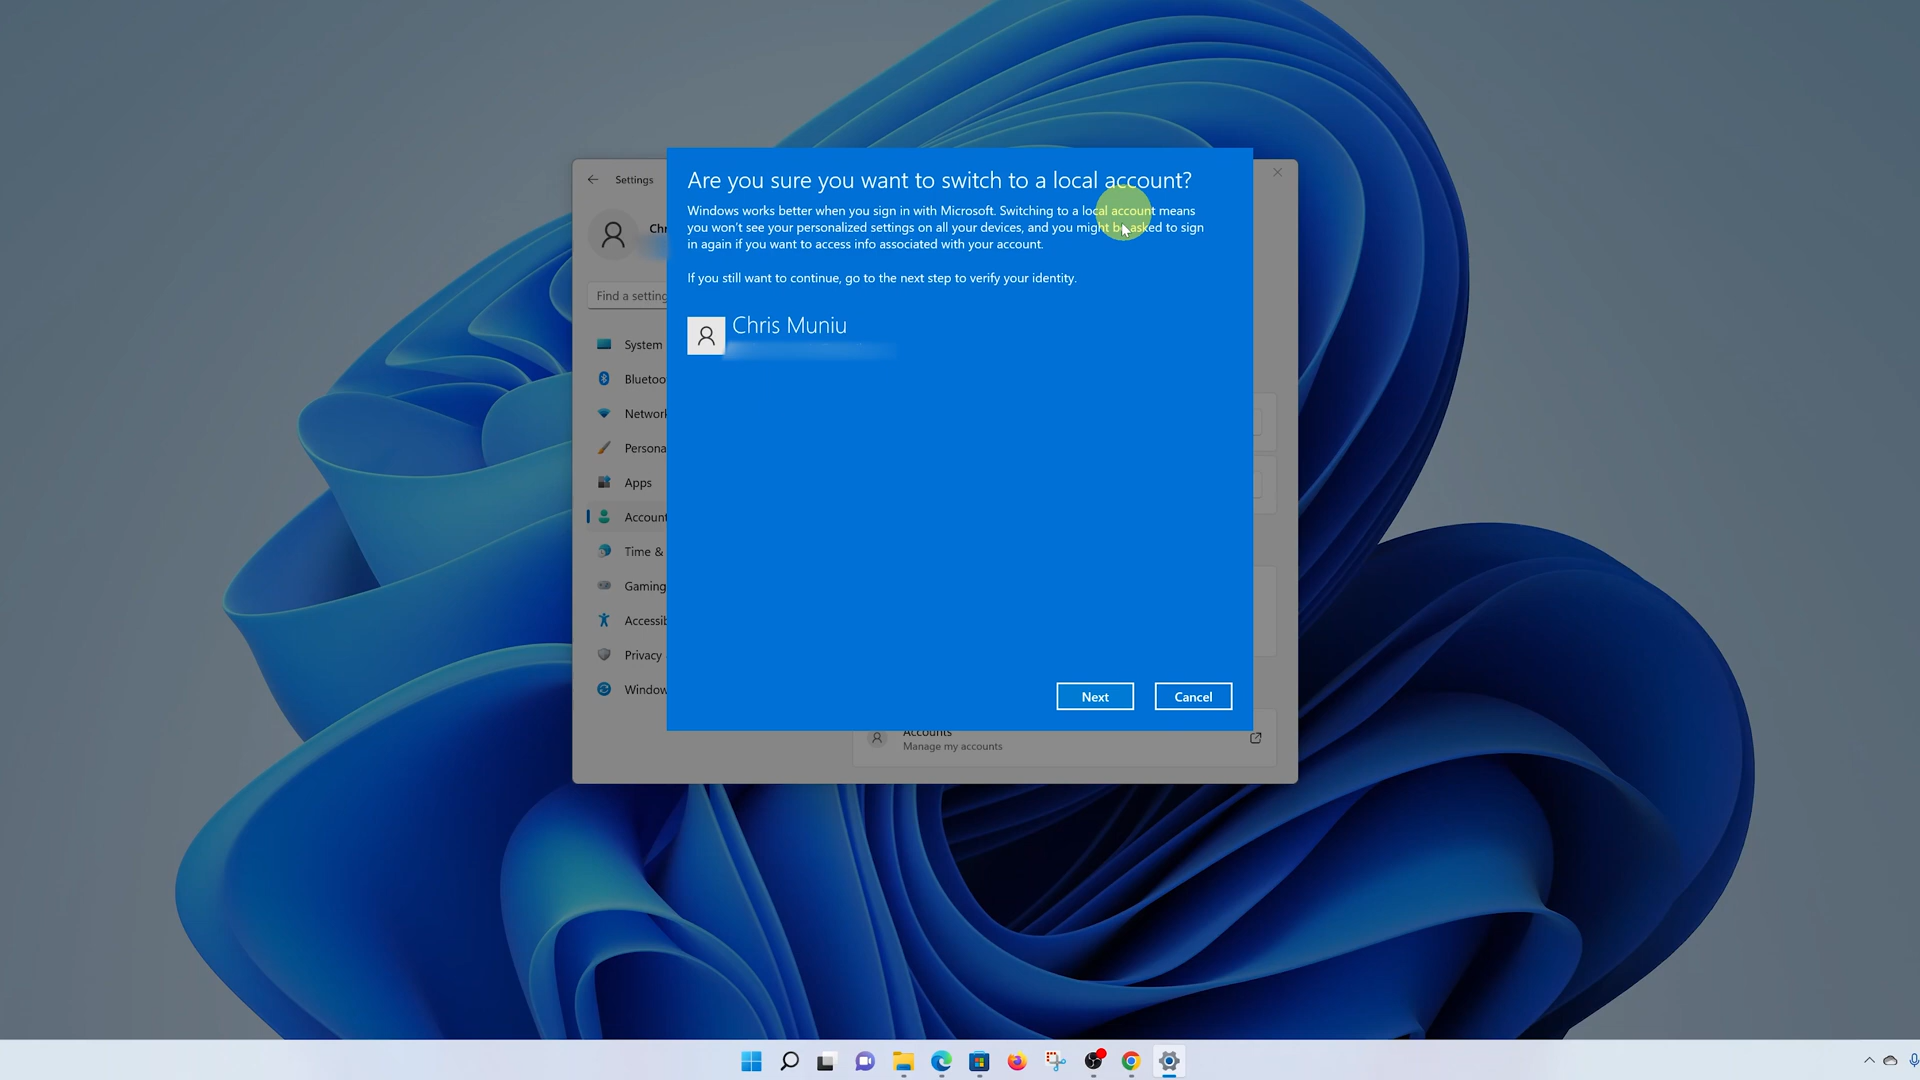 Settings
Chr
Find a setting
System
Bluetoo
Network
Persona
Apps
Account
Time &
Gaming
Accessib
Privacy
Window
Are you sure you want to switch to a local account?
Windows works better when you sign in with Microsoft. Switching to a local account means
you won't see your personalized settings on all your devices, and you might be asked to sign
in again if you want to access info associated with your account.
If you still want to continue, go to the next step to verify your identity.
Chris Muniu
Next
Cancel
Accounts
Manage my accounts